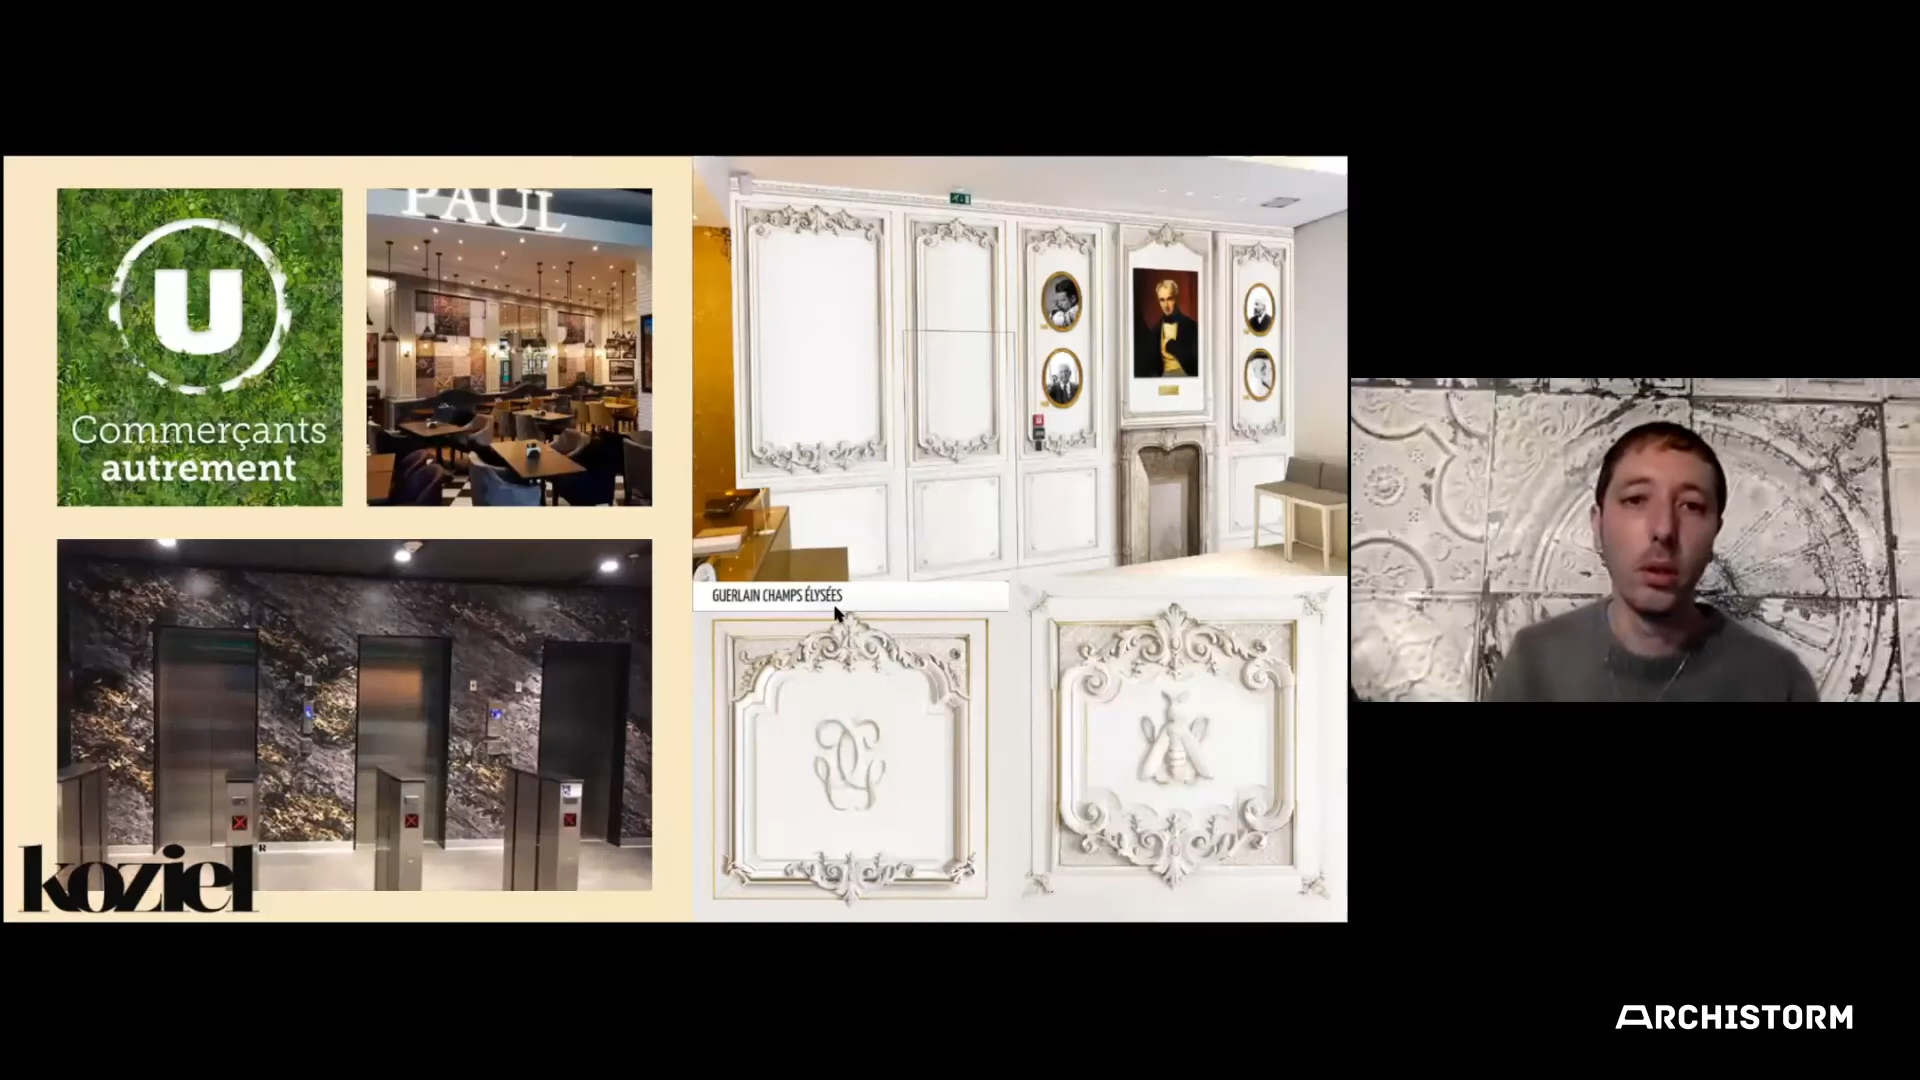 U
Commerçants
autrement
PAUL
GUERLAIN CHAMPS ÉLYSÉES
koziel®
ARCHISTORM